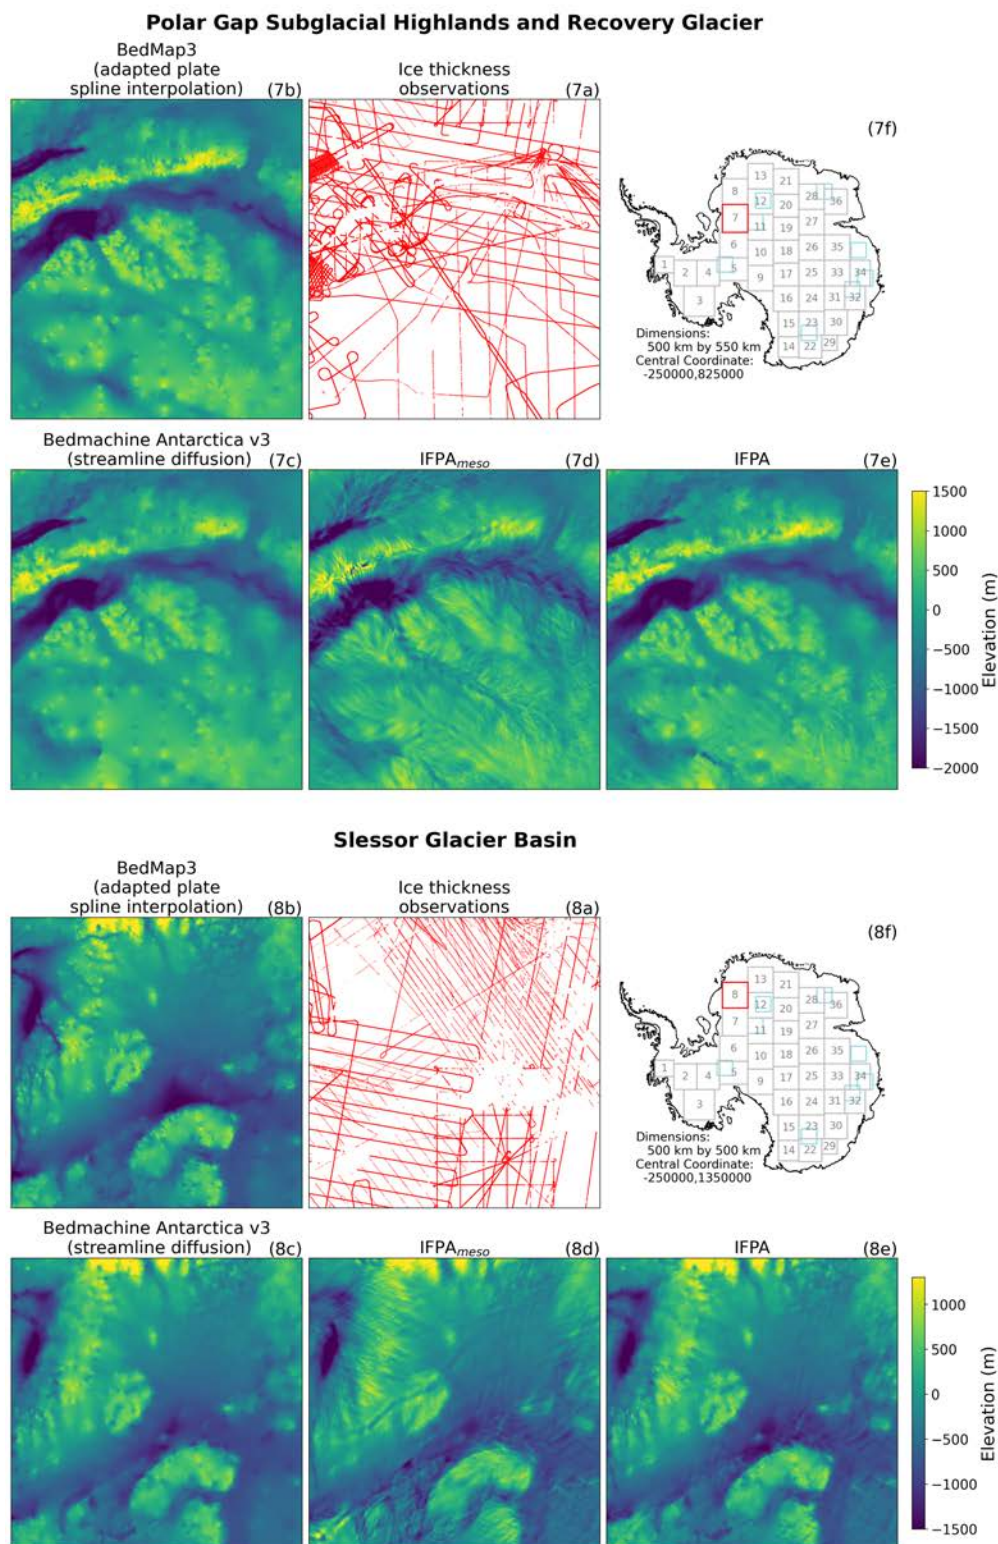 Polar Gap Subglacial Highlands and Recovery Glacier
BedMap3
(adapted plate
spline interpolation)
(7b)
Ice thickness
observations
(7a)
(7f)
13
21
8
12
20
28
36
7
11
19
27
6
10
18
26
35
1
2
4
5
9
17
25
33
34
3
16
24
31
32
15
23
30
14
22
29
Dimensions:
500 km by 550 km
Central Coordinate:
-250000,825000
Bedmachine Antarctica v3
(streamline diffusion)
(7c)
IFPAmeso
(7d)
IFPA
(7e)
1500
1000
500
0
−500
−1000
−1500
−2000
Elevation (m)
Slessor Glacier Basin
BedMap3
(adapted plate
spline interpolation)
(8b)
Ice thickness
observations
(8a)
(8f)
13
21
8
12
20
28
36
7
11
19
27
6
10
18
26
35
1
2
4
5
9
17
25
33
34
3
16
24
31
32
15
23
30
14
22
29
Dimensions:
500 km by 500 km
Central Coordinate:
-250000,1350000
Bedmachine Antarctica v3
(streamline diffusion)
(8c)
IFPAmeso
(8d)
IFPA
(8e)
1000
500
0
−500
−1000
−1500
Elevation (m)